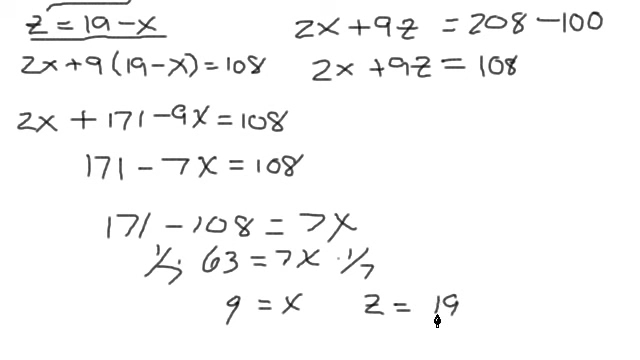 z = 19 - x
2x + 9z = 208 - 100
2x + 9(19 - x) = 108
2x + 9z = 108
2x + 171 - 9x = 108
171 - 7x = 108
171 - 108 = 7x
1/7 63 = 7x · 1/7
9 = x z = 19